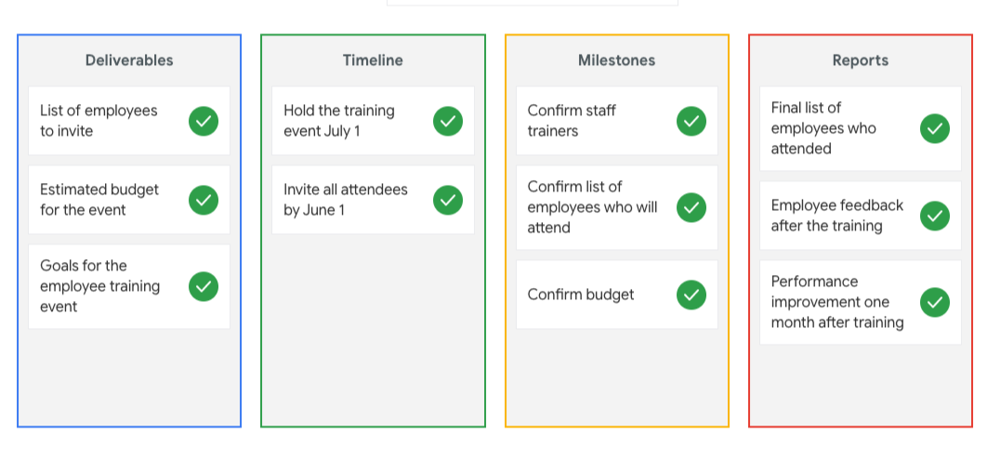 Deliverables
List of employees
to invite
Estimated budget
for the event
Goals for the
employee training
event
Timeline
Hold the training
event July 1
Invite all attendees
by June 1
Milestones
Confirm staff
trainers
Confirm list of
employees who will
attend
Confirm budget
Reports
Final list of
employees who
attended
Employee feedback
after the training
Performance
improvement one
month after training